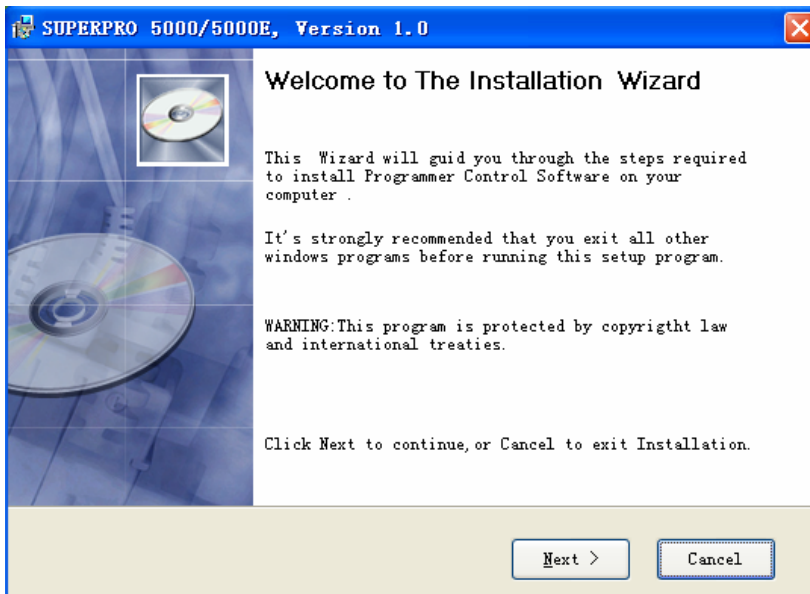 SUPERPRO 5000/5000E, Version 1.0
Welcome to The Installation Wizard
This Wizard will guid you through the steps required
to install Programmer Control Software on your
computer .
It's strongly recommended that you exit all other
windows programs before running this setup program.
WARNING:This program is protected by copyrigtht law
and international treaties.
Click Next to continue, or Cancel to exit Installation.
Next >
Cancel